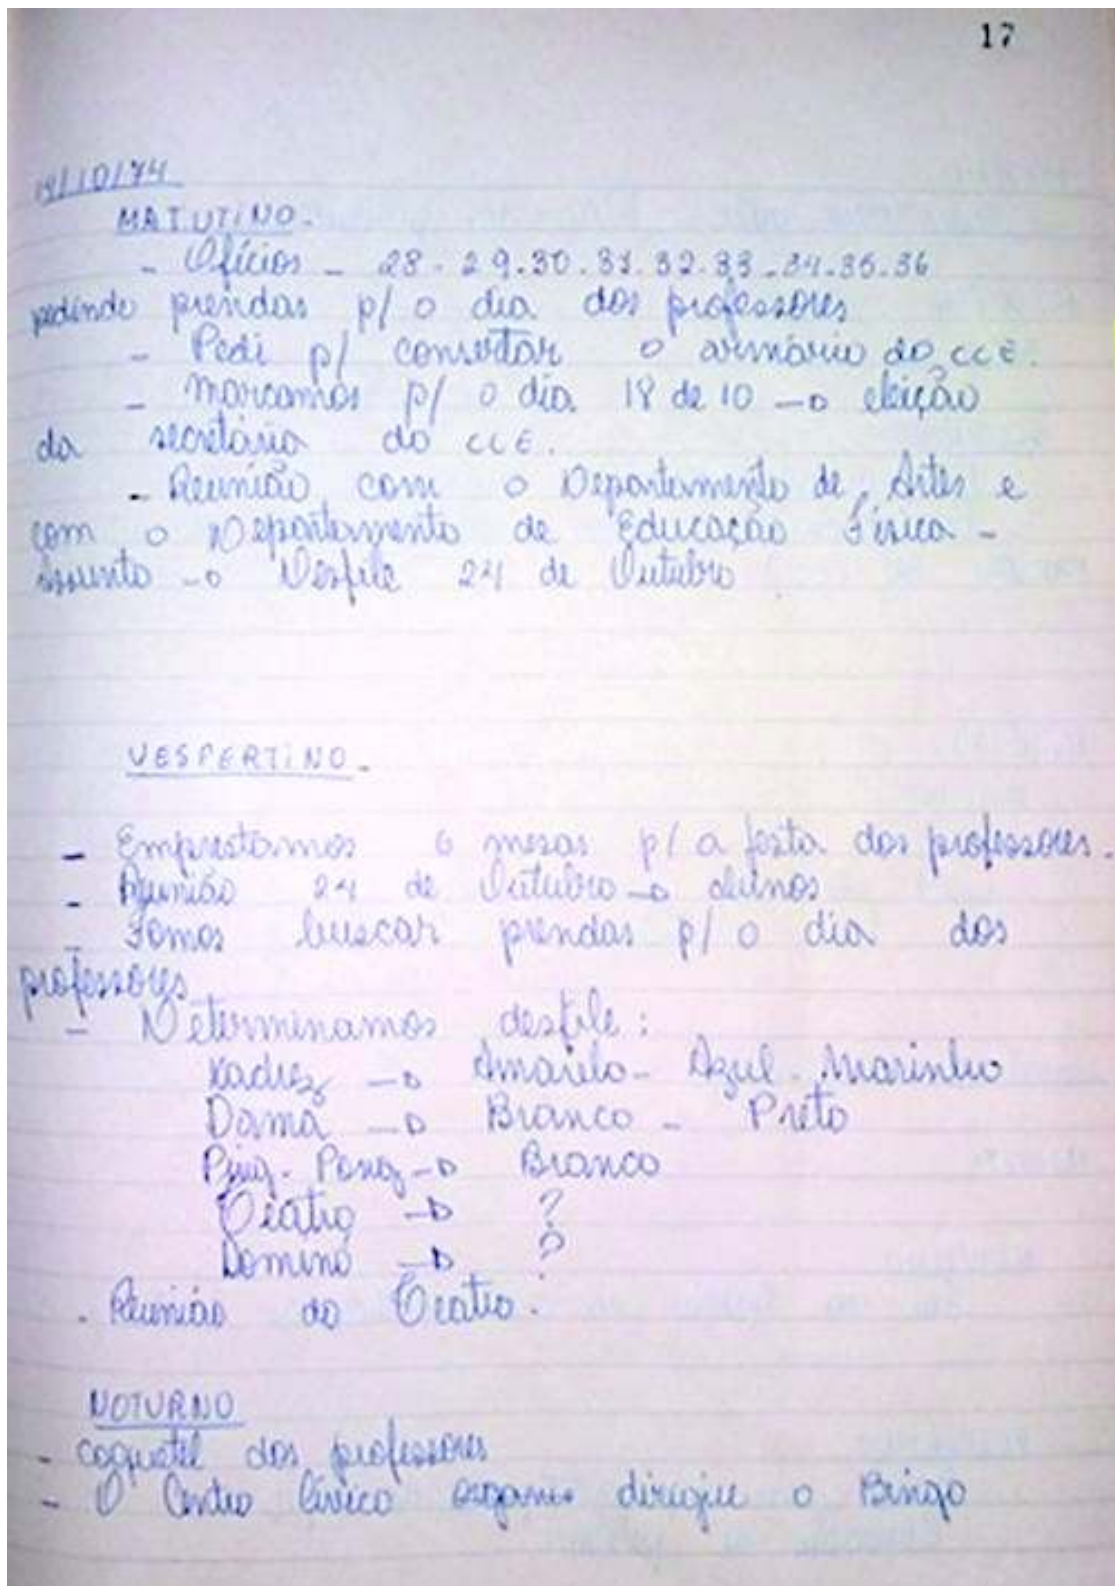 17
14/10/74
MATUTINO.
- Ofícios - 28-29.30.31.32.33-34.35.36
pedindo prendas p/ o dia dos professores
- Pedi p/ consertar o armário do CCE.
- Marcamos p/ o dia 18 de 10 → eleição
da secretária do CCE.
- Reunião com o Departamento de Artes e
com o Departamento de Educação Física -
assunto → Desfile 24 de Outubro
VESPERTINO.
- Emprestamos 6 mesas p/ a festa dos professores.
- Reunião 24 de Outubro → alunos
- Fomos buscar prendas p/ o dia dos
professores
- Determinamos desfile:
Xadrez → Amarelo - Azul-Marinho
Dama → Branco - Preto
Ping-Pong → Branco
Teatro → ?
Dominó → ?
. Reunião do Teatro.
NOTURNO
- coquetel dos professores
- O Centro Cívico dirigiu o Bingo